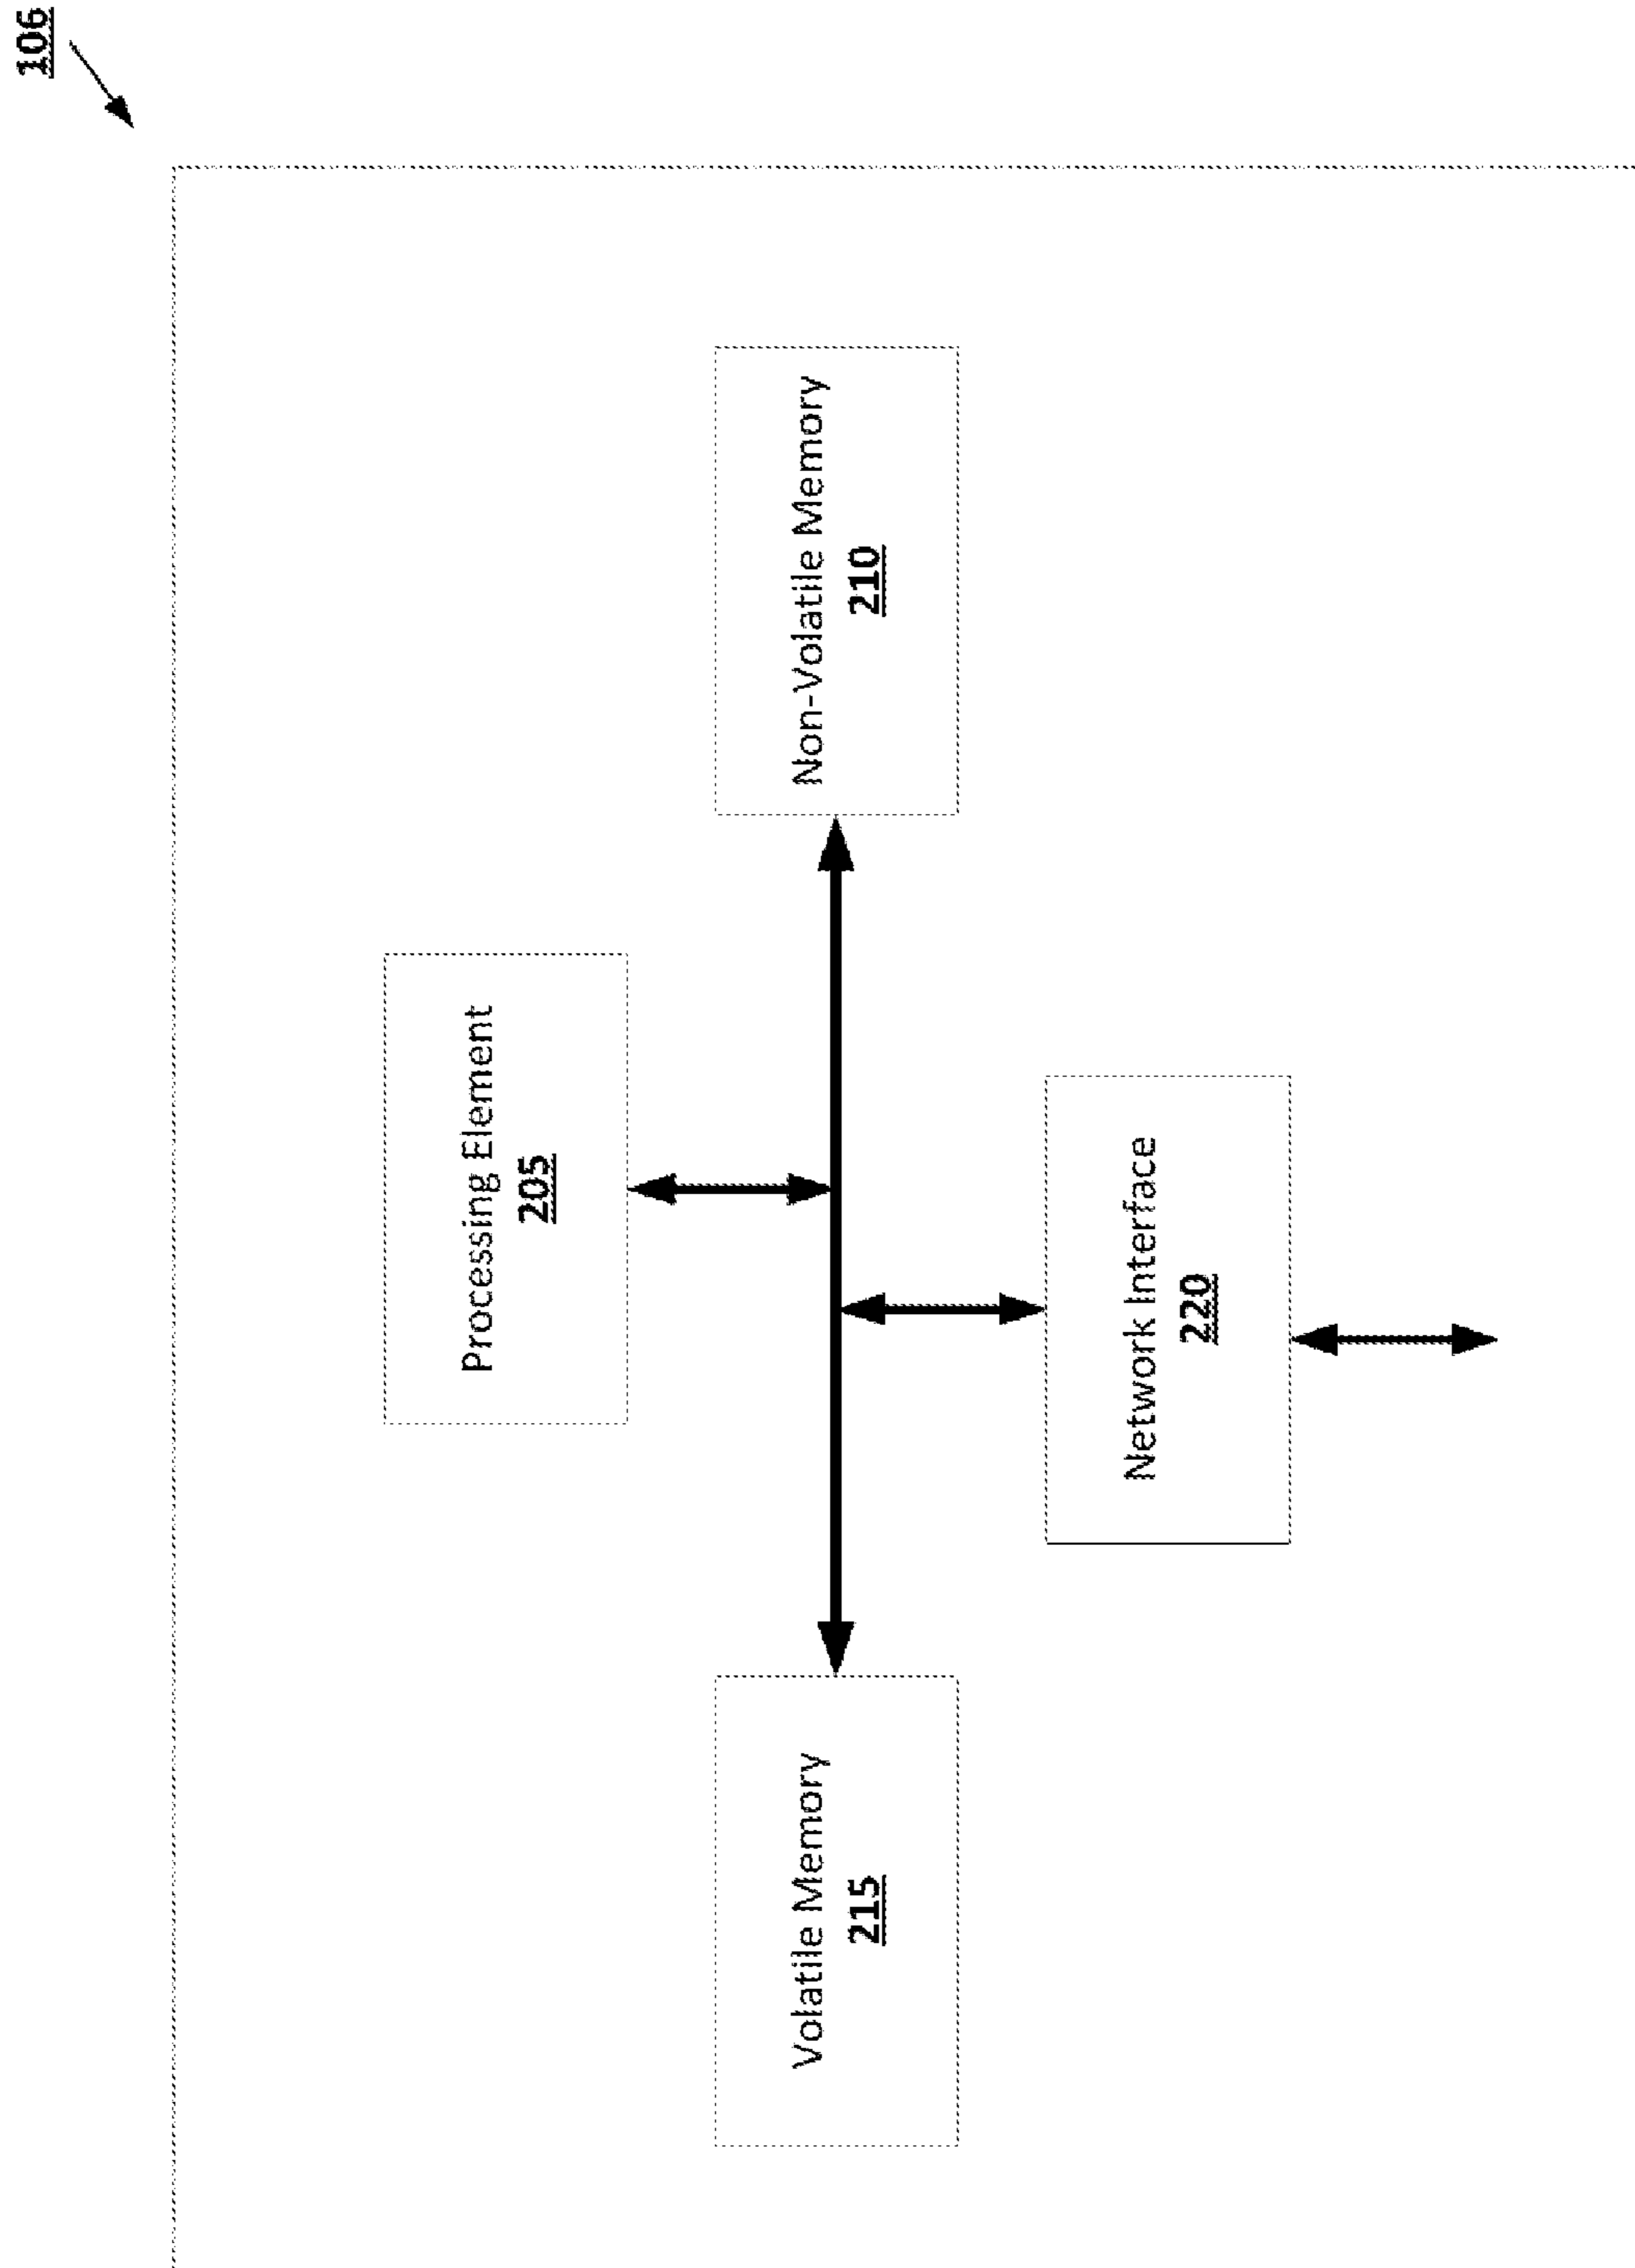 106
Processing Element
205
Volatile Memory
215
Non-Volatile Memory
210
Network Interface
220